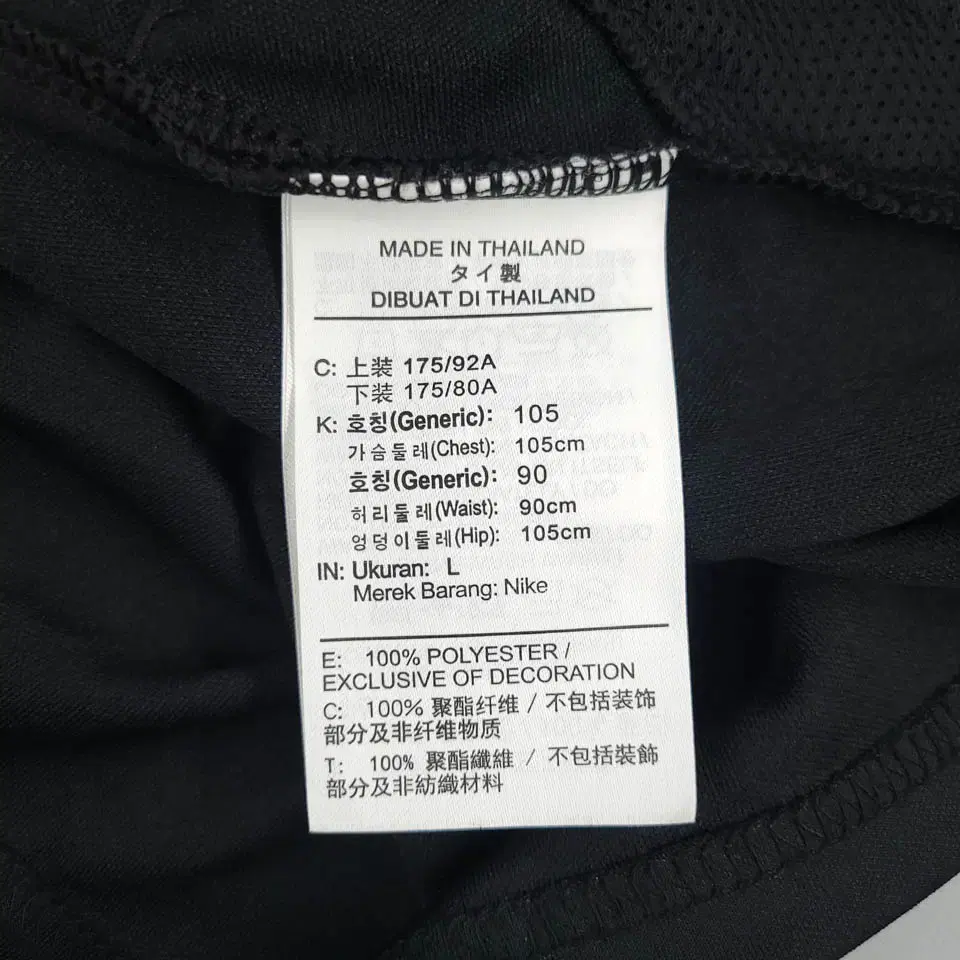 MADE IN THAILAND
タイ製
DIBUAT DI THAILAND
C: 上装 175/92A
下装 175/80A
K: 호칭(Generic): 105
가슴둘레(Chest): 105cm
호칭(Generic): 90
허리둘레(Waist): 90cm
엉덩이둘레(Hip): 105cm
IN: Ukuran: L
Merek Barang: Nike
E: 100% POLYESTER /
EXCLUSIVE OF DECORATION
C: 100% 聚酯纤维 / 不包括装饰
部分及非纤维物质
T: 100% 聚酯纖維 / 不包括裝飾
部分及非紡織材料